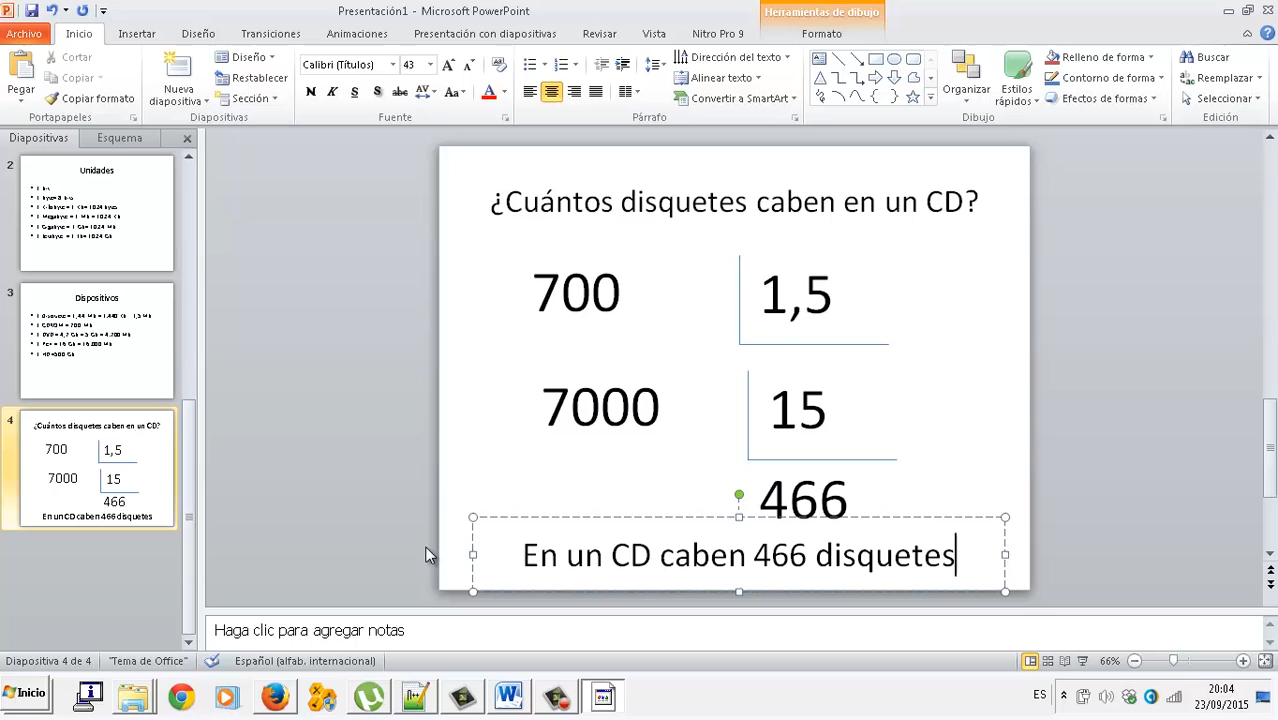 Presentación1 - Microsoft PowerPoint
Herramientas de dibujo
Archivo Inicio Insertar Diseño Transiciones Animaciones Presentación con diapositivas Revisar Vista Nitro Pro 9 Formato
Pegar
Cortar
Copiar
Copiar formato
Portapapeles
Nueva diapositiva
Diseño
Restablecer
Sección
Diapositivas
Calibri (Títulos) 43
N K S S abc AV Aa A
Fuente
Dirección del texto
Alinear texto
Convertir a SmartArt
Párrafo
Organizar
Estilos rápidos
Relleno de forma
Contorno de forma
Efectos de formas
Dibujo
Buscar
Reemplazar
Seleccionar
Edición
Diapositivas Esquema
2
Unidades
3
Dispositivos
4
¿Cuántos disquetes caben en un CD?
700 1,5
7000 15
466
En un CD caben 466 disquetes
¿Cuántos disquetes caben en un CD?
700 1,5
7000 15
466
En un CD caben 466 disquetes
Haga clic para agregar notas
Diapositiva 4 de 4 "Tema de Office" Español (alfab. internacional) 66%
Inicio
ES
20:04
23/09/2015